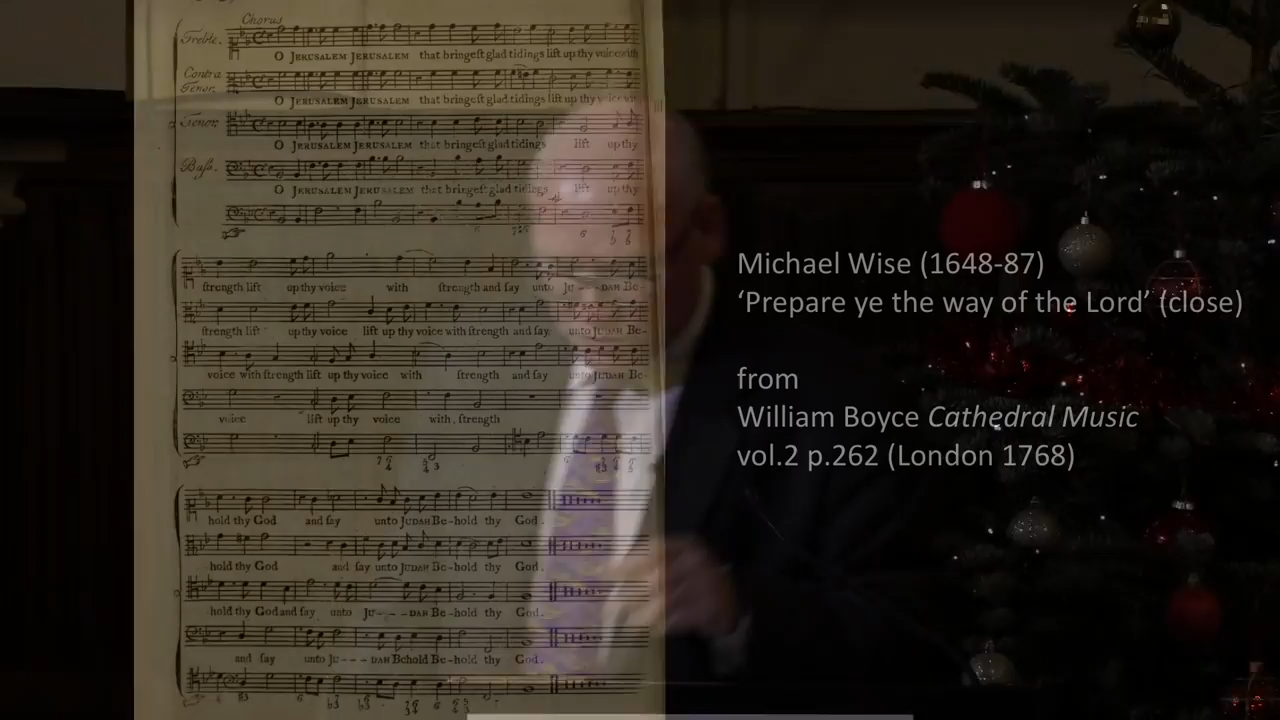 Chorus
Treble.
O JERUSALEM JERUSALEM that bringeſt glad tidings lift up thy voice with
Contra
Tenor.
O JERUSALEM JERUSALEM that bringeſt glad tidings lift up thy voice with
Tenor.
O JERUSALEM JERUSALEM that bringeſt glad tidings lift up thy
Baſs.
O JERUSALEM JERUSALEM that bringeſt glad tidings lift up thy
ſtrength lift up thy voice with ſtrength and ſay unto JU - - DAH Be-
ſtrength lift up thy voice lift up thy voice with ſtrength and ſay unto JUDAH Be-
voice with ſtrength lift up thy voice with ſtrength and ſay unto JUDAH Be-
voice lift up thy voice with ſtrength
hold thy God and ſay unto JUDAH Be-hold thy God.
hold thy God and ſay unto JUDAH Be-hold thy God.
hold thy God and ſay unto JU- - - DAH Be-hold thy God.
and ſay unto JU- - - DAH Behold Be-hold thy God.
Michael Wise (1648-87)
‘Prepare ye the way of the Lord’ (close)
from
William Boyce Cathedral Music
vol.2 p.262 (London 1768)